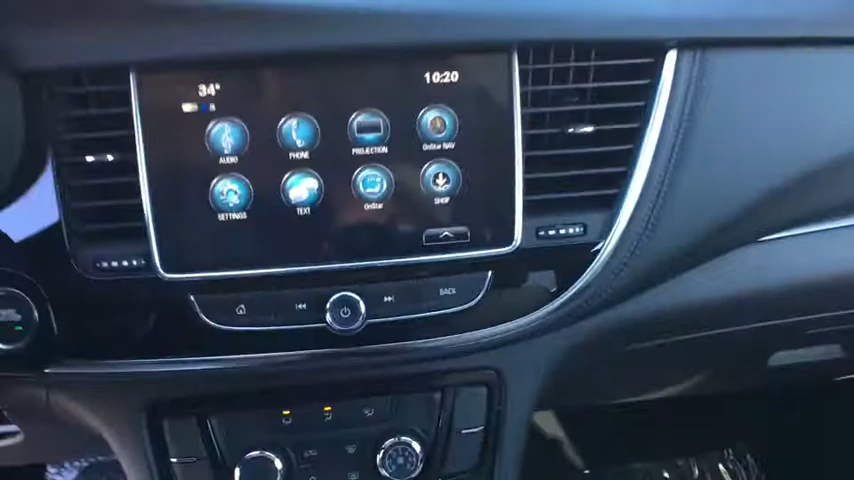 34°
10:20
AUDIO
PHONE
PROJECTION
OnStar NAV
SETTINGS
TEXT
OnStar
SHOP
BACK